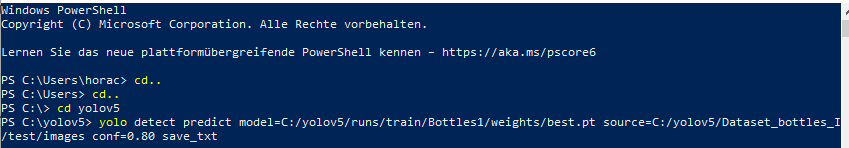 Windows PowerShell
Copyright (C) Microsoft Corporation. Alle Rechte vorbehalten.
Lernen Sie das neue plattformübergreifende PowerShell kennen – https://aka.ms/pscore6
PS C:\Users\horac> cd..
PS C:\Users> cd..
PS C:\> cd yolov5
PS C:\yolov5> yolo detect predict model=C:/yolov5/runs/train/Bottles1/weights/best.pt source=C:/yolov5/Dataset_bottles_I
/test/images conf=0.80 save_txt